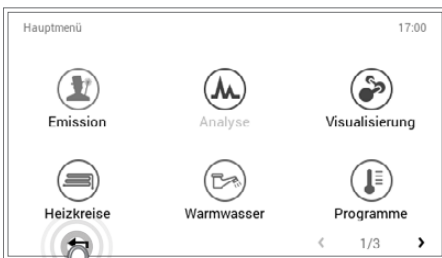 Hauptmenü 17:00
Emission Analyse Visualisierung
Heizkreise Warmwasser Programme
< 1/3 >